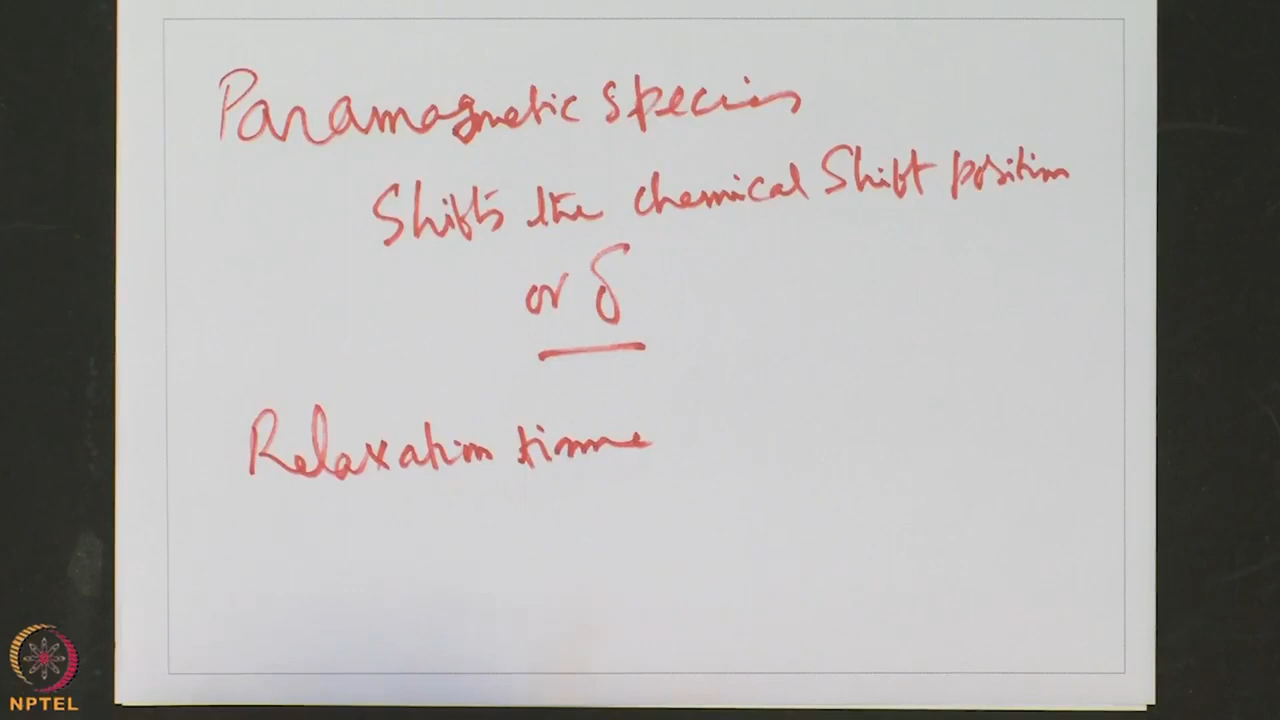 Paramagnetic species
Shifts the chemical shift position
or δ
Relaxation time
NPTEL